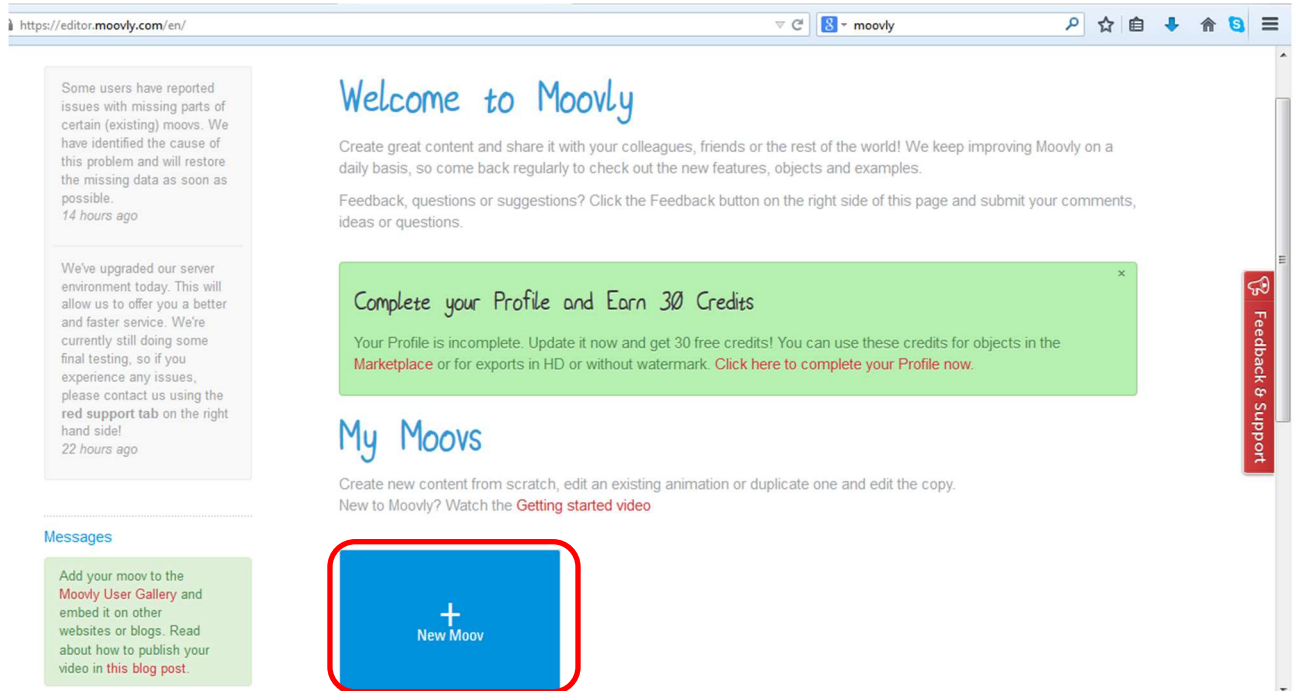 https://editor.moovly.com/en/
moovly
Some users have reported
issues with missing parts of
certain (existing) moovs. We
have identified the cause of
this problem and will restore
the missing data as soon as
possible.
14 hours ago
We've upgraded our server
environment today. This will
allow us to offer you a better
and faster service. We're
currently still doing some
final testing, so if you
experience any issues,
please contact us using the
red support tab on the right
hand side!
22 hours ago
Messages
Add your moov to the
Moovly User Gallery and
embed it on other
websites or blogs. Read
about how to publish your
video in this blog post.
Welcome to Moovly
Create great content and share it with your colleagues, friends or the rest of the world! We keep improving Moovly on a
daily basis, so come back regularly to check out the new features, objects and examples.
Feedback, questions or suggestions? Click the Feedback button on the right side of this page and submit your comments,
ideas or questions.
×
Complete your Profile and Earn 30 Credits
Your Profile is incomplete. Update it now and get 30 free credits! You can use these credits for objects in the
Marketplace or for exports in HD or without watermark. Click here to complete your Profile now.
My Moovs
Create new content from scratch, edit an existing animation or duplicate one and edit the copy.
New to Moovly? Watch the Getting started video
+
New Moov
Feedback & Support